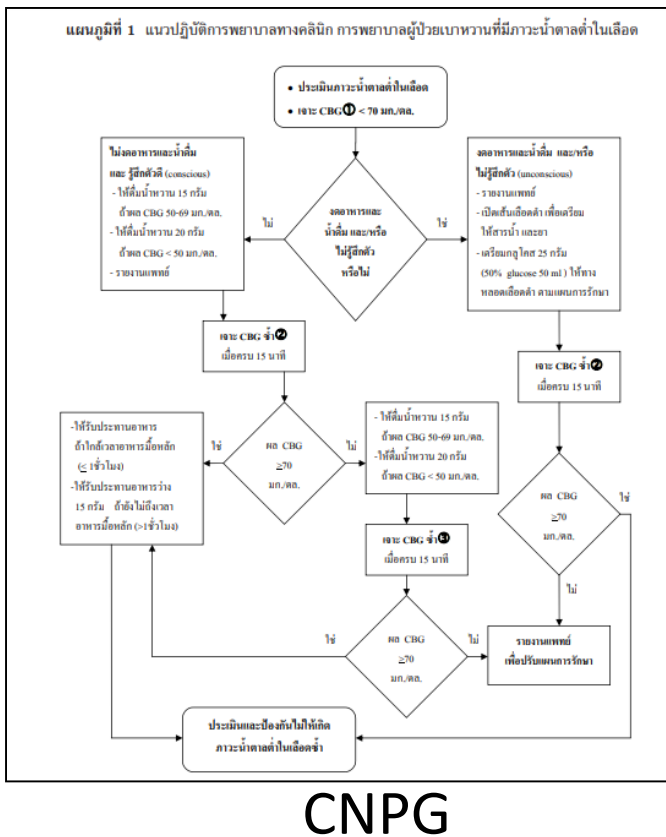 แผนภูมิที่ 1 แนวปฏิบัติการพยาบาลทางคลินิก การพยาบาลผู้ป่วยเบาหวานที่มีภาวะน้ำตาลต่ำในเลือด
• ประเมินภาวะน้ำตาลต่ำในเลือด
• เจาะ CBG❶ < 70 มก./ดล.
ไม่งดอาหารและน้ำดื่ม
และ รู้สึกตัวดี (conscious)
- ให้ดื่มน้ำหวาน 15 กรัม
ถ้าผล CBG 50-69 มก./ดล.
- ให้ดื่มน้ำหวาน 20 กรัม
ถ้าผล CBG < 50 มก./ดล.
- รายงานแพทย์
ไม่
งดอาหารและ
น้ำดื่ม และ/หรือ
ไม่รู้สึกตัว
หรือไม่
ใช่
งดอาหารและน้ำดื่ม และ/หรือ
ไม่รู้สึกตัว (unconscious)
- รายงานแพทย์
- เปิดเส้นเลือดดำ เพื่อเตรียม
ให้สารน้ำ และยา
- เตรียมกลูโคส 25 กรัม
(50% glucose 50 ml ) ให้ทาง
หลอดเลือดดำ ตามแผนการรักษา
เจาะ CBG ซ้ำ❷
เมื่อครบ 15 นาที
เจาะ CBG ซ้ำ❷
เมื่อครบ 15 นาที
-ให้รับประทานอาหาร
ถ้าใกล้เวลาอาหารมื้อหลัก
(≤ 1ชั่วโมง)
-ให้รับประทานอาหารว่าง
15 กรัม ถ้ายังไม่ถึงเวลา
อาหารมื้อหลัก (>1ชั่วโมง)
ใช่
ผล CBG
≥70
มก./ดล.
ไม่
- ให้ดื่มน้ำหวาน 15 กรัม
ถ้าผล CBG 50-69 มก./ดล.
-ให้ดื่มน้ำหวาน 20 กรัม
ถ้าผล CBG < 50 มก./ดล.
ผล CBG
≥70
มก./ดล.
ใช่
ไม่
เจาะ CBG ซ้ำ❸
เมื่อครบ 15 นาที
ใช่
ผล CBG
≥70
มก./ดล.
ไม่
รายงานแพทย์
เพื่อปรับแผนการรักษา
ประเมินและป้องกันไม่ให้เกิด
ภาวะน้ำตาลต่ำในเลือดซ้ำ
CNPG